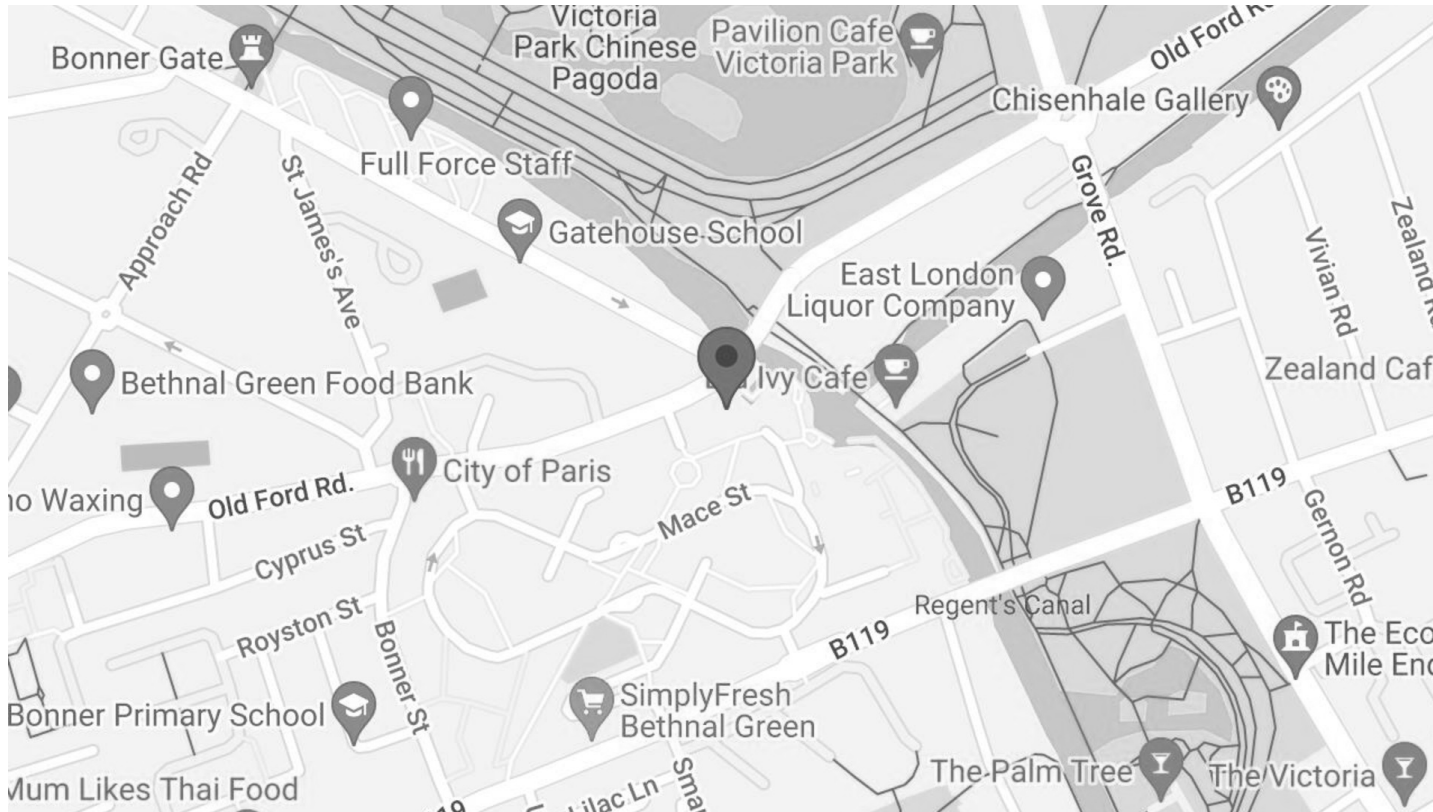 Victoria
Park Chinese
Pagoda
Pavilion Cafe
Victoria Park
Old Ford
Bonner Gate
Chisenhale Gallery
Full Force Staff
Approach Rd
St James's Ave
Grove Rd.
Gatehouse School
Zealand
Vivian Rd
East London
Liquor Company
Bethnal Green Food Bank
Ivy Cafe
Zealand Caf
City of Paris
no Waxing
Old Ford Rd.
Mace St
B119
Cyprus St
Gernon Rd
Regent's Canal
Royston St
B119
Bonner St
The Eco
Mile End
SimplyFresh
Bethnal Green
Bonner Primary School
The Palm Tree
The Victoria
Mum Likes Thai Food
Lilac Ln
Smar
19